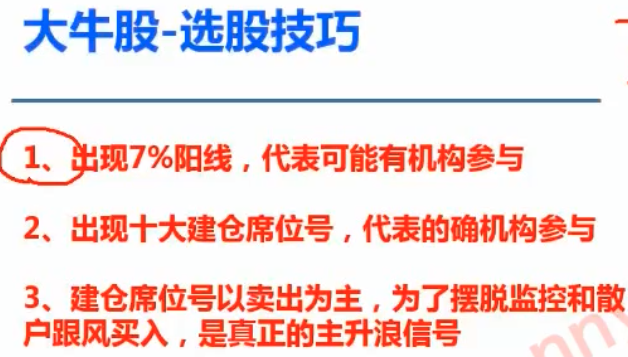 大牛股-选股技巧
1、出现7%阳线，代表可能有机构参与
2、出现十大建仓席位号，代表的确机构参与
3、建仓席位号以卖出为主，为了摆脱监控和散
户跟风买入，是真正的主升浪信号